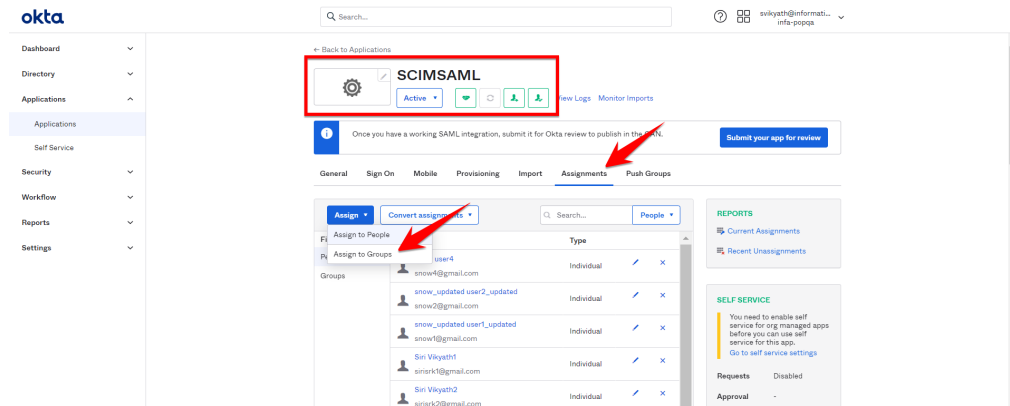 okta
Search...
svikyath@informati...
infa-popqa
Dashboard
Directory
Applications
Applications
Self Service
Security
Workflow
Reports
Settings
← Back to Applications
SCIMSAML
Active
View Logs Monitor Imports
Once you have a working SAML integration, submit it for Okta review to publish in the OAN.
Submit your app for review
General Sign On Mobile Provisioning Import Assignments Push Groups
Assign Convert assignments Search... People
Assign to People
Assign to Groups
Groups
Type
user4
snow4@gmail.com
Individual
snow_updated user2_updated
snow2@gmail.com
Individual
snow_updated user1_updated
snow1@gmail.com
Individual
Siri Vikyath1
sirisrk1@gmail.com
Individual
Siri Vikyath2
sirisrk2@gmail.com
Individual
REPORTS
Current Assignments
Recent Unassignments
SELF SERVICE
You need to enable self
service for org managed apps
before you can use self
service for this app.
Go to self service settings
Requests Disabled
Approval -